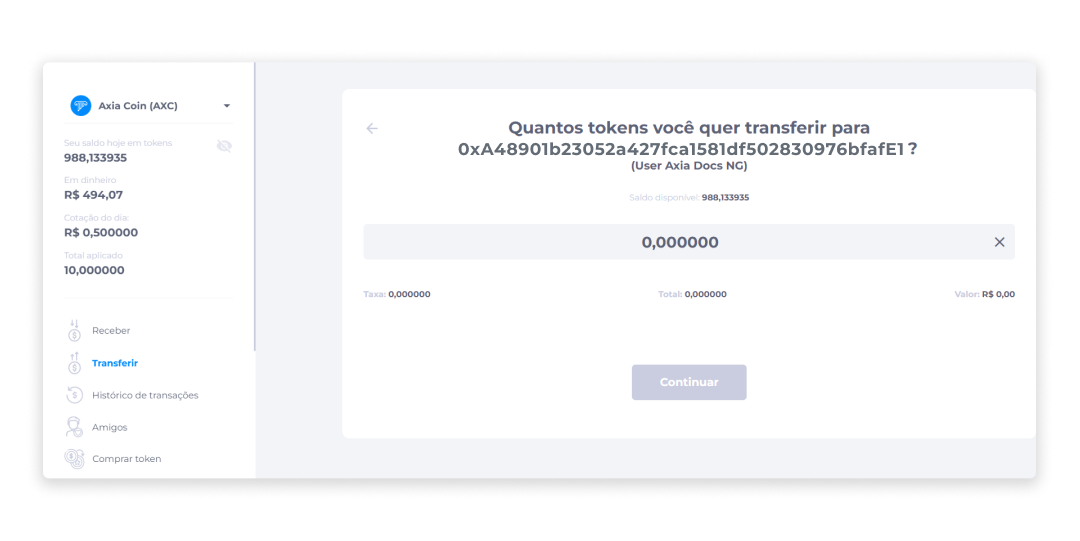 Axia Coin (AXC)
Seu saldo hoje em tokens
988,133935
Em dinheiro
R$ 494,07
Cotação do dia:
R$ 0,500000
Total aplicado
10,000000
Receber
Transferir
Histórico de transações
Amigos
Comprar token
Quantos tokens você quer transferir para
0xA48901b23052a427fca1581df502830976bfafE1 ?
(User Axia Docs NG)
Saldo disponível: 988,133935
0,000000
Taxa: 0,000000
Total: 0,000000
Valor: R$ 0,00
Continuar